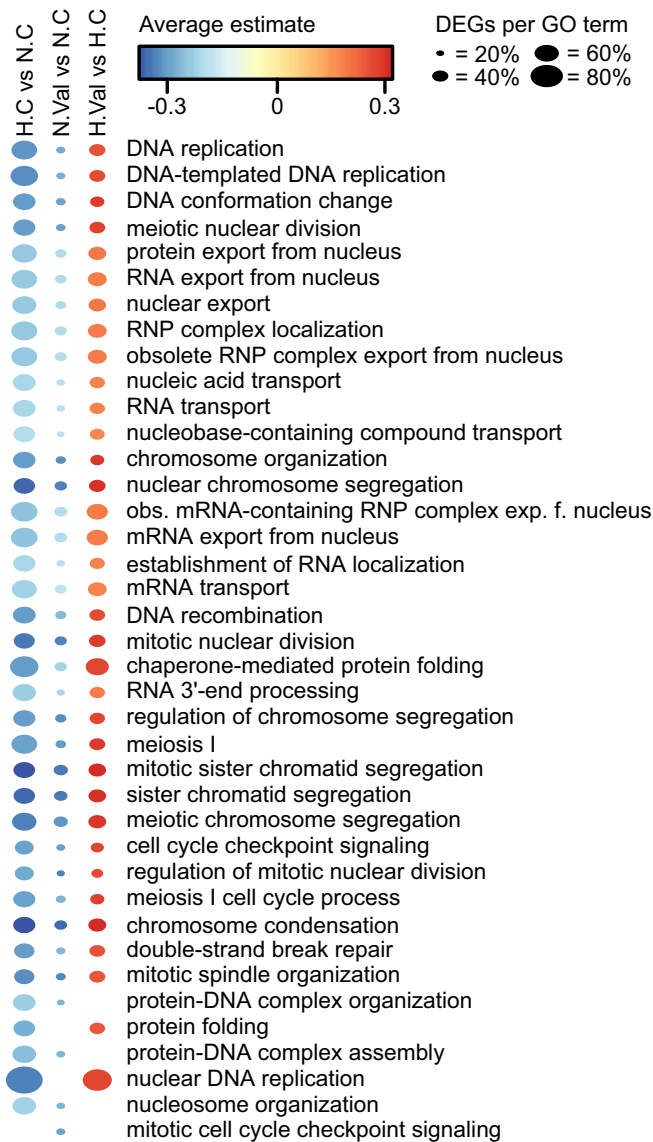 Average estimate
-0.3 0 0.3
DEGs per GO term
= 20% = 60%
= 40% = 80%
H.C vs N.C
N.Val vs N.C
H.Val vs H.C
DNA replication
DNA-templated DNA replication
DNA conformation change
meiotic nuclear division
protein export from nucleus
RNA export from nucleus
nuclear export
RNP complex localization
obsolete RNP complex export from nucleus
nucleic acid transport
RNA transport
nucleobase-containing compound transport
chromosome organization
nuclear chromosome segregation
obs. mRNA-containing RNP complex exp. f. nucleus
mRNA export from nucleus
establishment of RNA localization
mRNA transport
DNA recombination
mitotic nuclear division
chaperone-mediated protein folding
RNA 3'-end processing
regulation of chromosome segregation
meiosis I
mitotic sister chromatid segregation
sister chromatid segregation
meiotic chromosome segregation
cell cycle checkpoint signaling
regulation of mitotic nuclear division
meiosis I cell cycle process
chromosome condensation
double-strand break repair
mitotic spindle organization
protein-DNA complex organization
protein folding
protein-DNA complex assembly
nuclear DNA replication
nucleosome organization
mitotic cell cycle checkpoint signaling